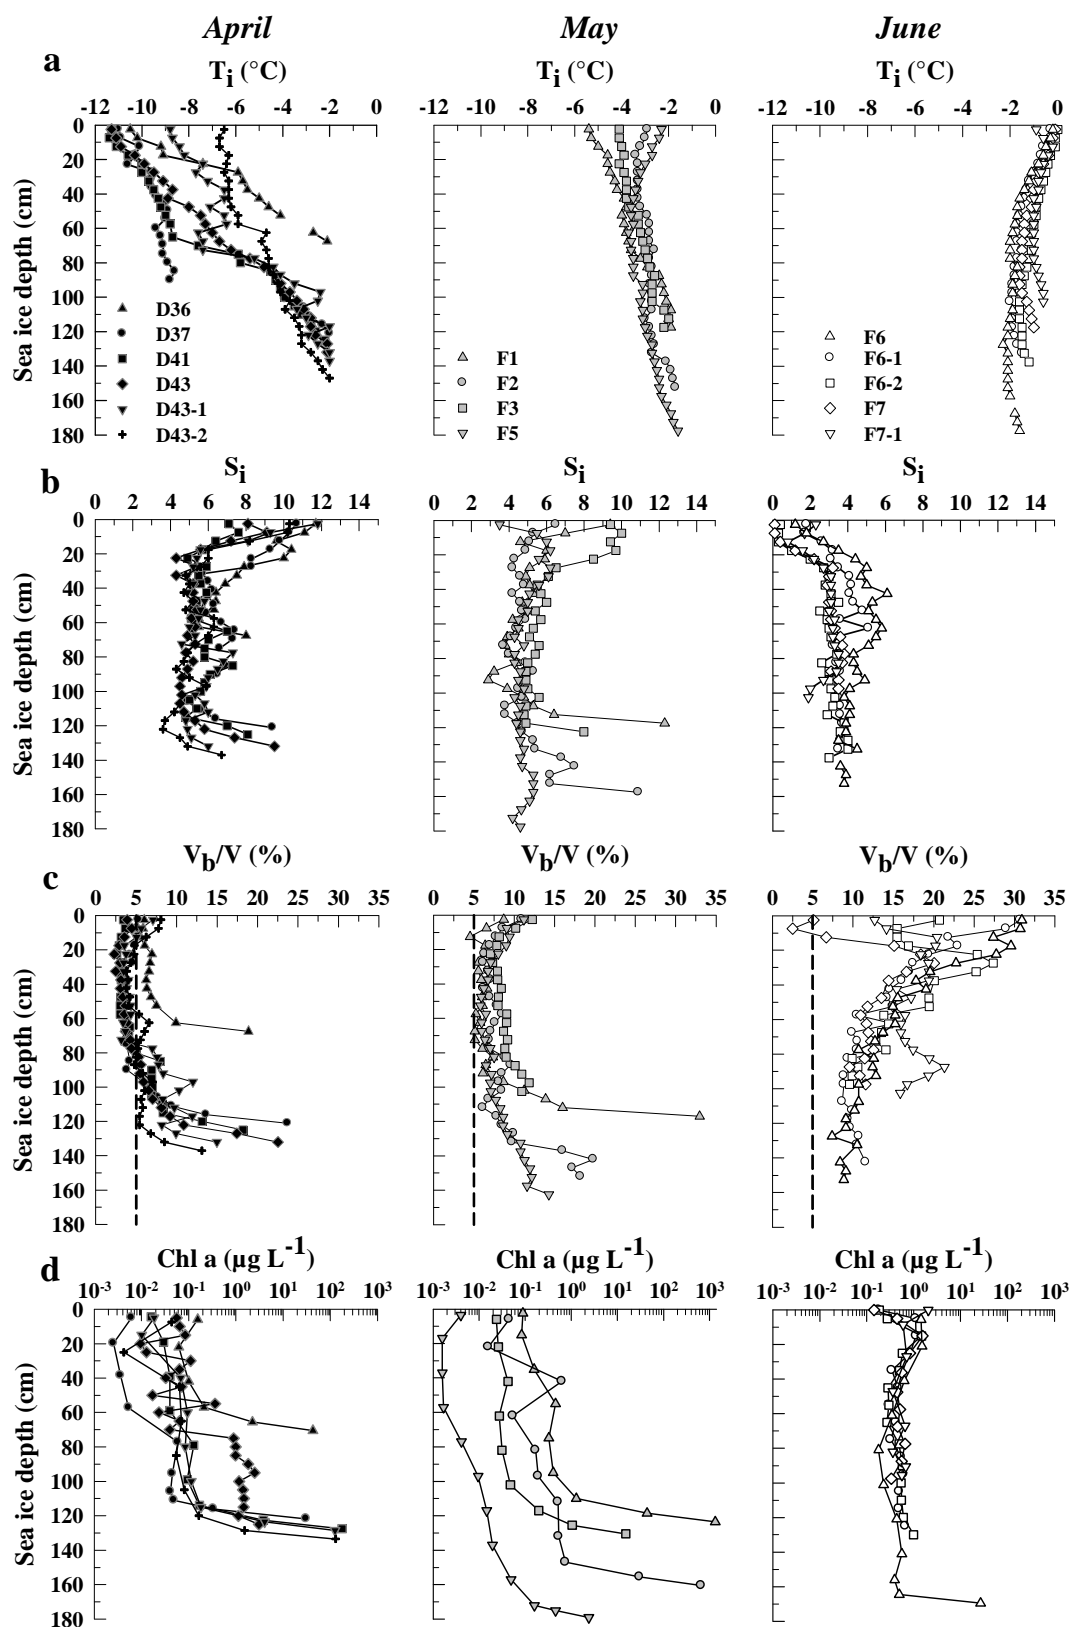 April May June
a
T_i (°C) T_i (°C) T_i (°C)
-12 -10 -8 -6 -4 -2 0 -12 -10 -8 -6 -4 -2 0 -12 -10 -8 -6 -4 -2 0
Sea ice depth (cm)
0
20
40
60
80
100
120
140
160
180
D36
D37
D41
D43
D43-1
D43-2
F1
F2
F3
F5
F6
F6-1
F6-2
F7
F7-1
b
S_i S_i S_i
0 2 4 6 8 10 12 14 0 2 4 6 8 10 12 14 0 2 4 6 8 10 12 14
Sea ice depth (cm)
0
20
40
60
80
100
120
140
160
180
c
V_b/V (%) V_b/V (%) V_b/V (%)
0 5 10 15 20 25 30 35 0 5 10 15 20 25 30 35 0 5 10 15 20 25 30 35
Sea ice depth (cm)
0
20
40
60
80
100
120
140
160
180
d
Chl a (µg L⁻¹) Chl a (µg L⁻¹) Chl a (µg L⁻¹)
10⁻³ 10⁻² 10⁻¹ 10⁰ 10¹ 10² 10³ 10⁻³ 10⁻² 10⁻¹ 10⁰ 10¹ 10² 10³ 10⁻³ 10⁻² 10⁻¹ 10⁰ 10¹ 10² 10³
Sea ice depth (cm)
0
20
40
60
80
100
120
140
160
180